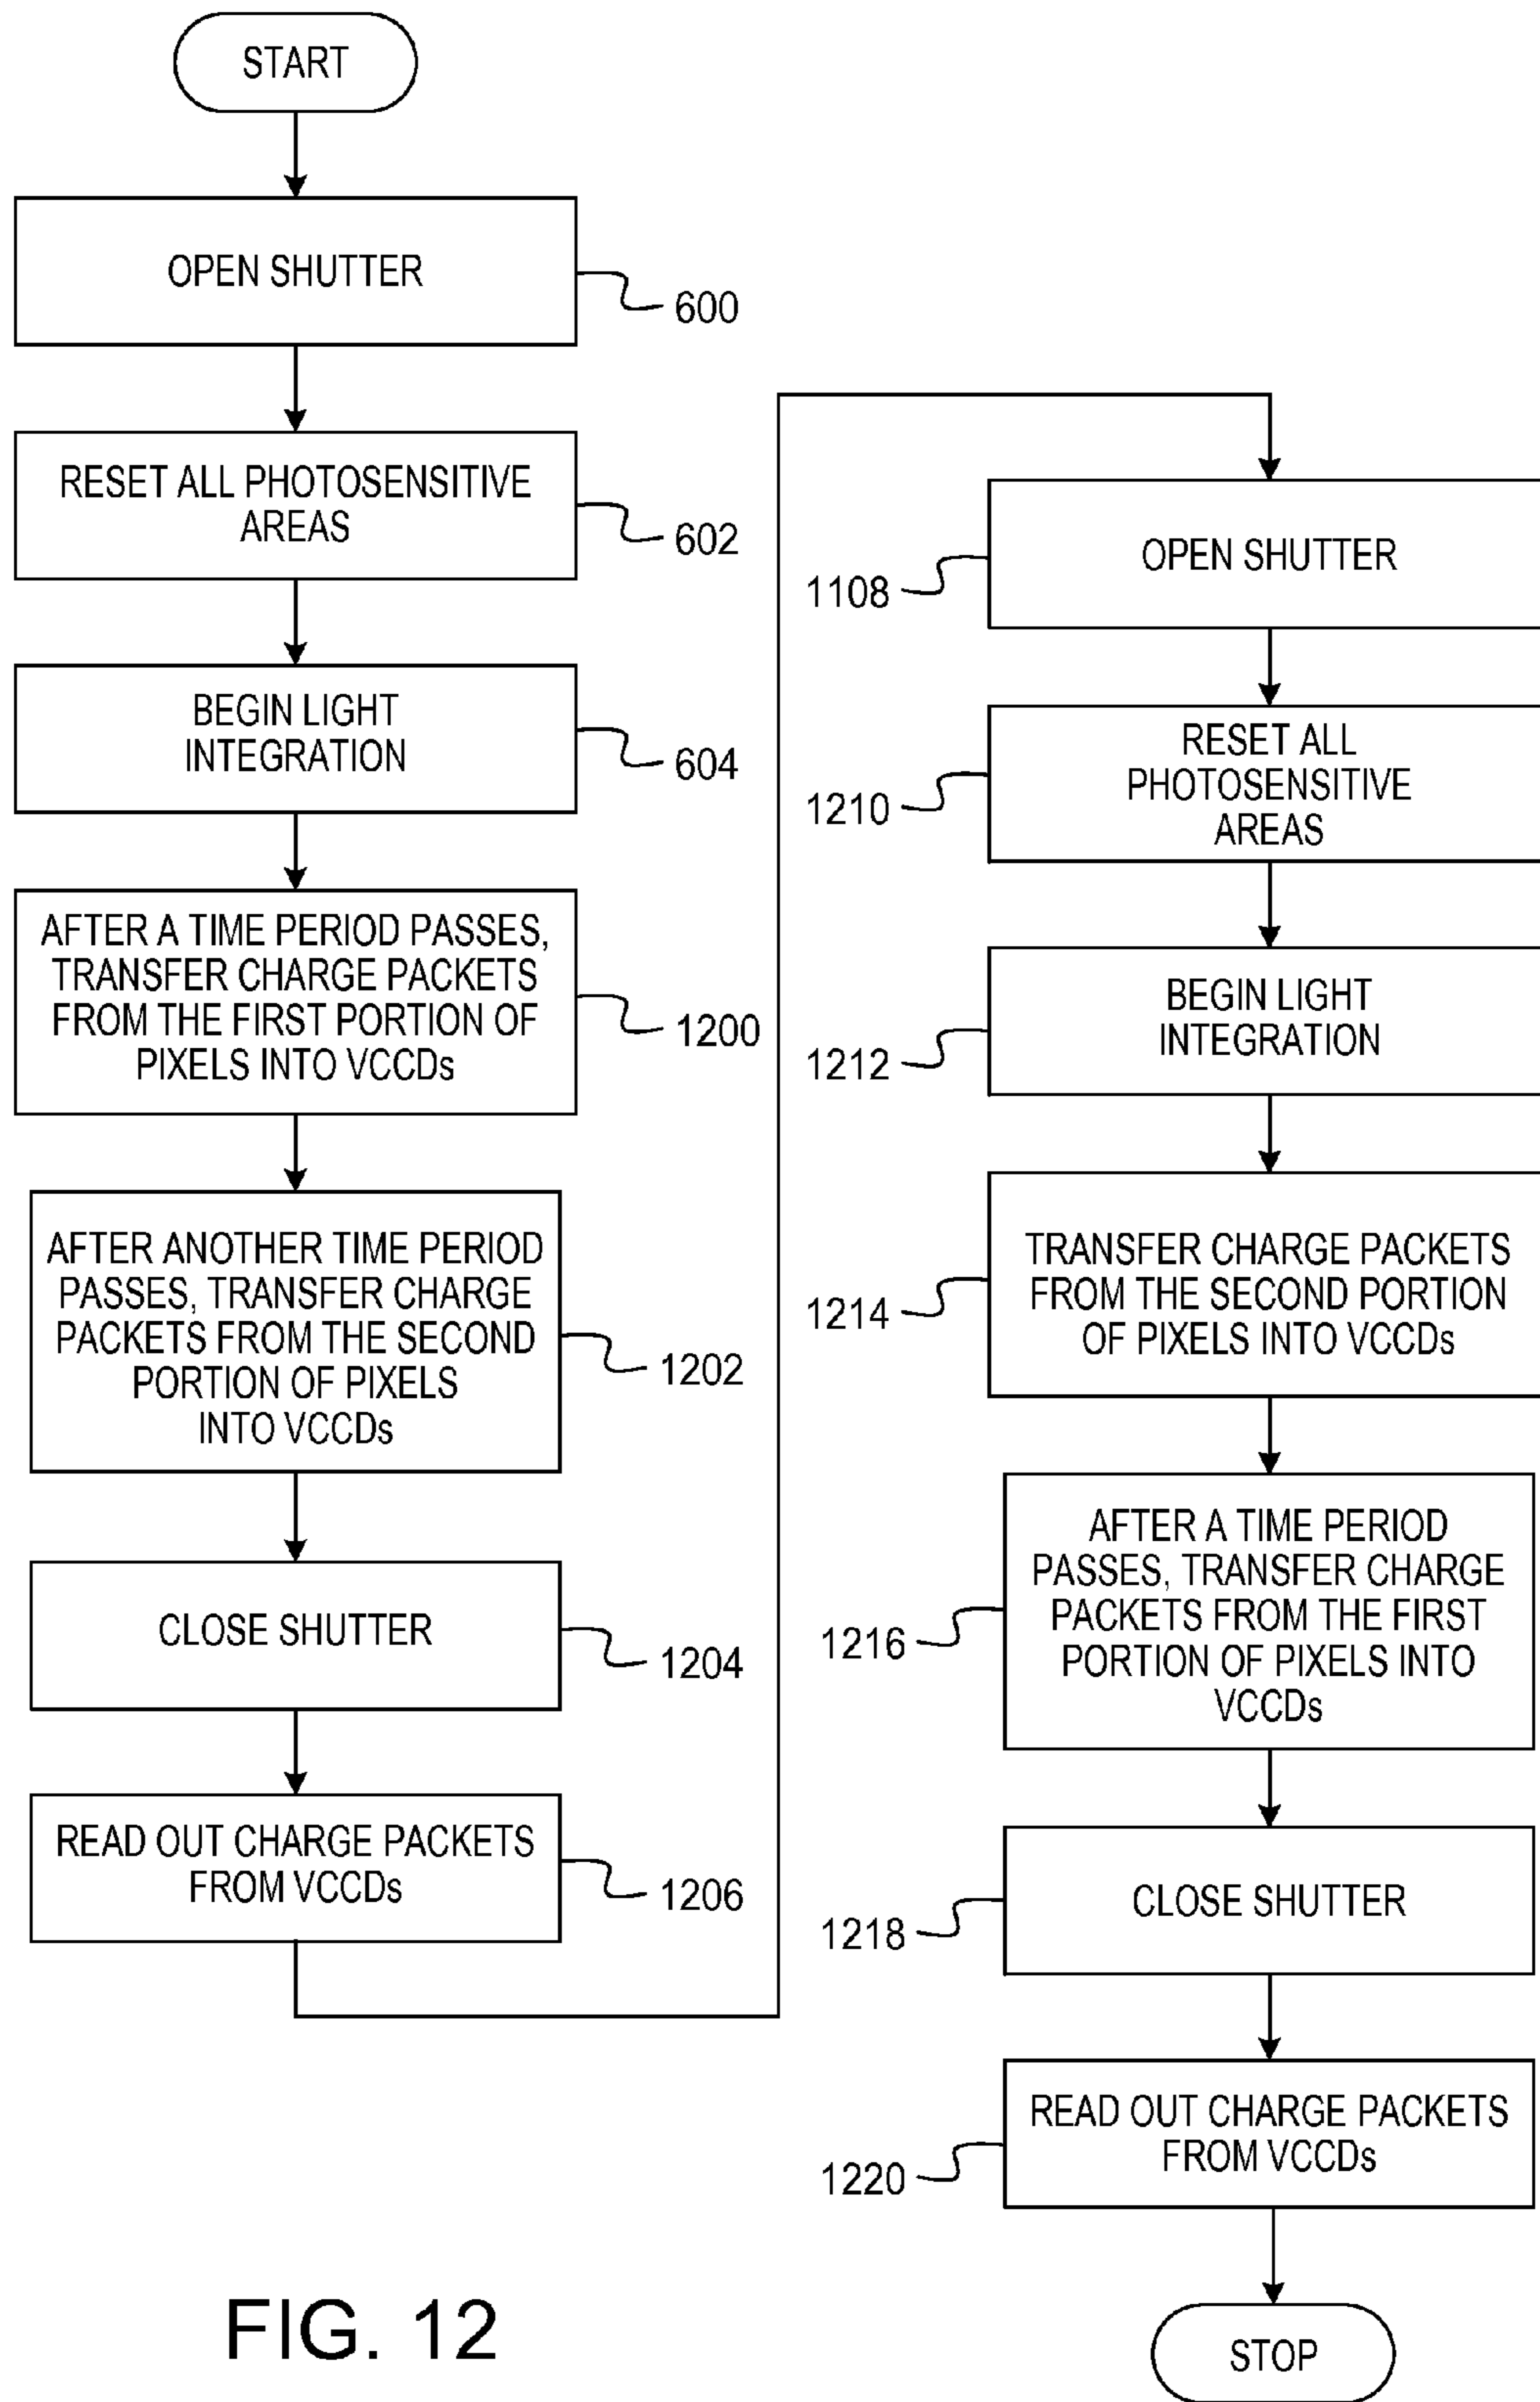 START
OPEN SHUTTER
600
RESET ALL PHOTOSENSITIVE
AREAS
602
BEGIN LIGHT
INTEGRATION
604
AFTER A TIME PERIOD PASSES,
TRANSFER CHARGE PACKETS
FROM THE FIRST PORTION OF
PIXELS INTO VCCDs
1200
AFTER ANOTHER TIME PERIOD
PASSES, TRANSFER CHARGE
PACKETS FROM THE SECOND
PORTION OF PIXELS
INTO VCCDs
1202
CLOSE SHUTTER
1204
READ OUT CHARGE PACKETS
FROM VCCDs
1206
OPEN SHUTTER
1108
RESET ALL
PHOTOSENSITIVE
AREAS
1210
BEGIN LIGHT
INTEGRATION
1212
TRANSFER CHARGE PACKETS
FROM THE SECOND PORTION
OF PIXELS INTO VCCDs
1214
AFTER A TIME PERIOD
PASSES, TRANSFER CHARGE
PACKETS FROM THE FIRST
PORTION OF PIXELS INTO
VCCDs
1216
CLOSE SHUTTER
1218
READ OUT CHARGE PACKETS
FROM VCCDs
1220
STOP
FIG. 12